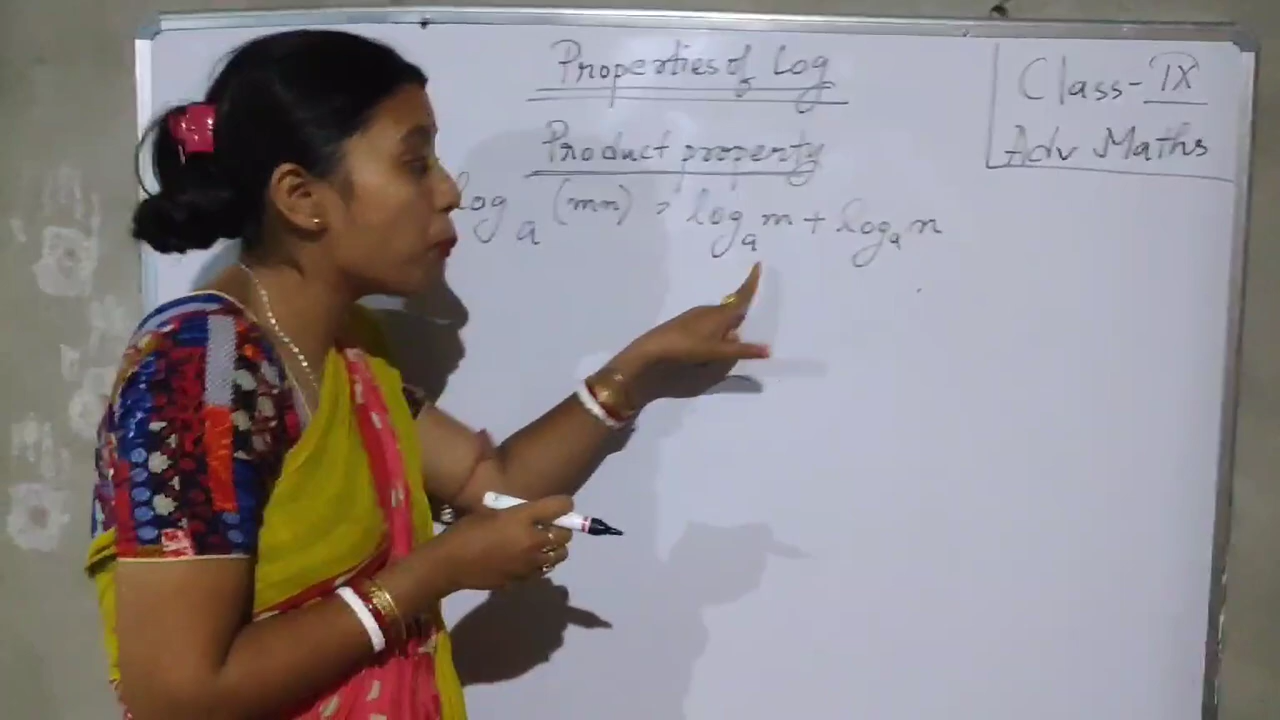 Properties of Log
Class-IX
Adv Maths
Product property
log a (mn) = log a m + log a n